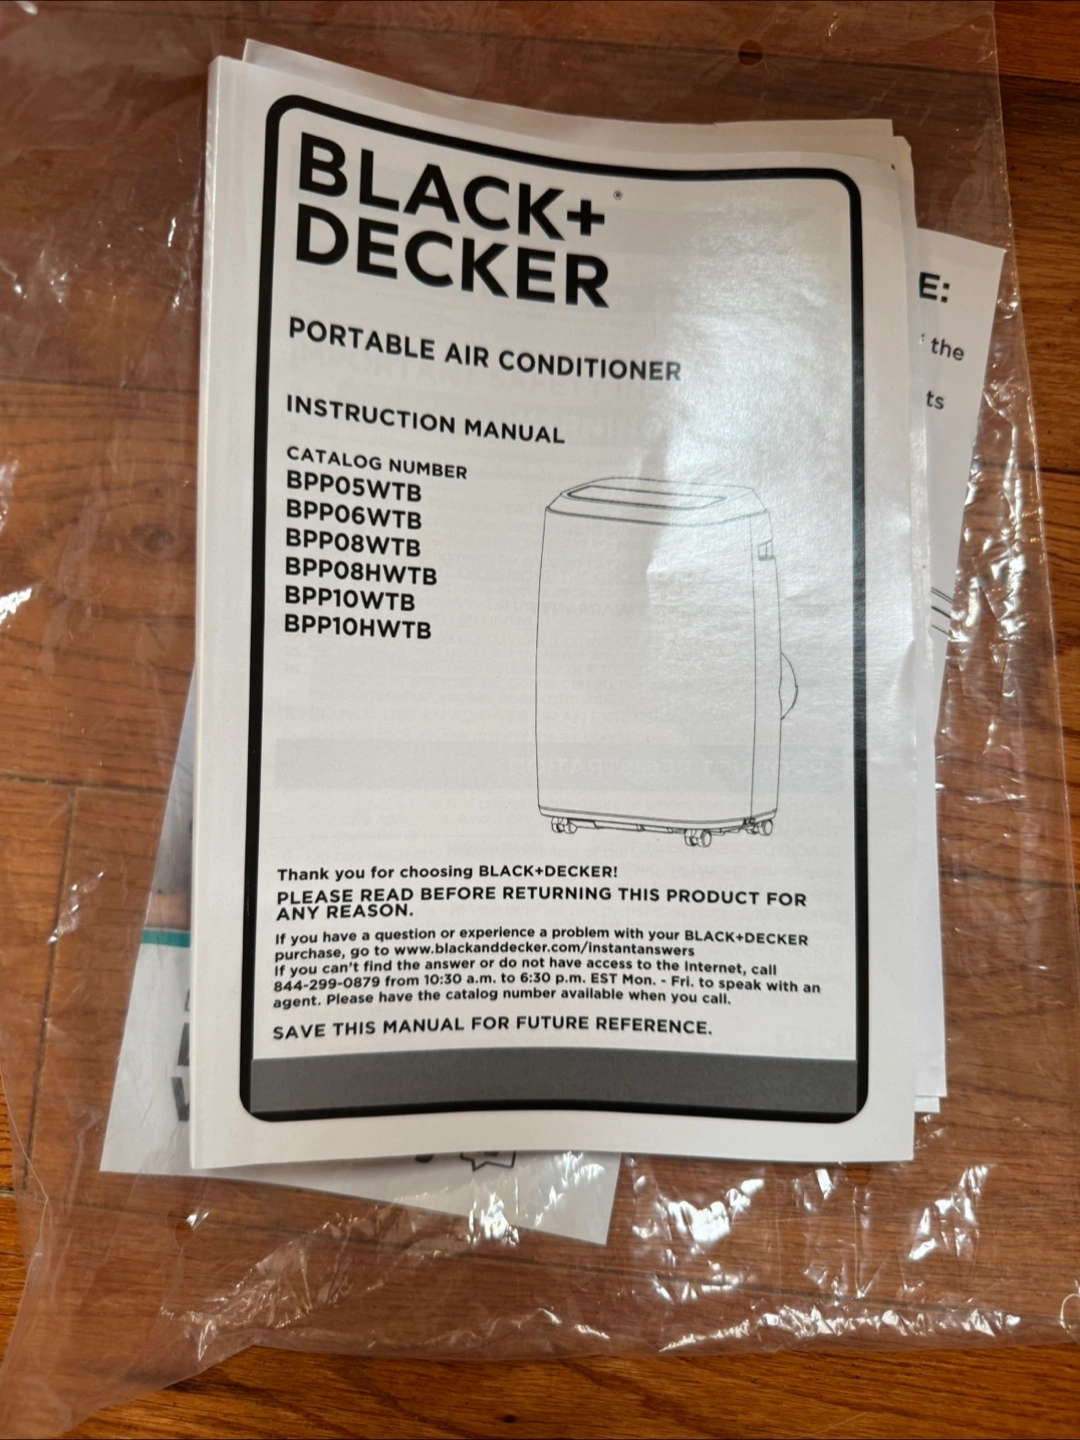 BLACK+®
DECKER
PORTABLE AIR CONDITIONER
INSTRUCTION MANUAL
CATALOG NUMBER
BPP05WTB
BPP06WTB
BPP08WTB
BPP08HWTB
BPP10WTB
BPP10HWTB
Thank you for choosing BLACK+DECKER!
PLEASE READ BEFORE RETURNING THIS PRODUCT FOR
ANY REASON.
If you have a question or experience a problem with your BLACK+DECKER
purchase, go to www.blackanddecker.com/instantanswers
If you can't find the answer or do not have access to the Internet, call
844-299-0879 from 10:30 a.m. to 6:30 p.m. EST Mon. - Fri. to speak with an
agent. Please have the catalog number available when you call.
SAVE THIS MANUAL FOR FUTURE REFERENCE.
E:
the
ts